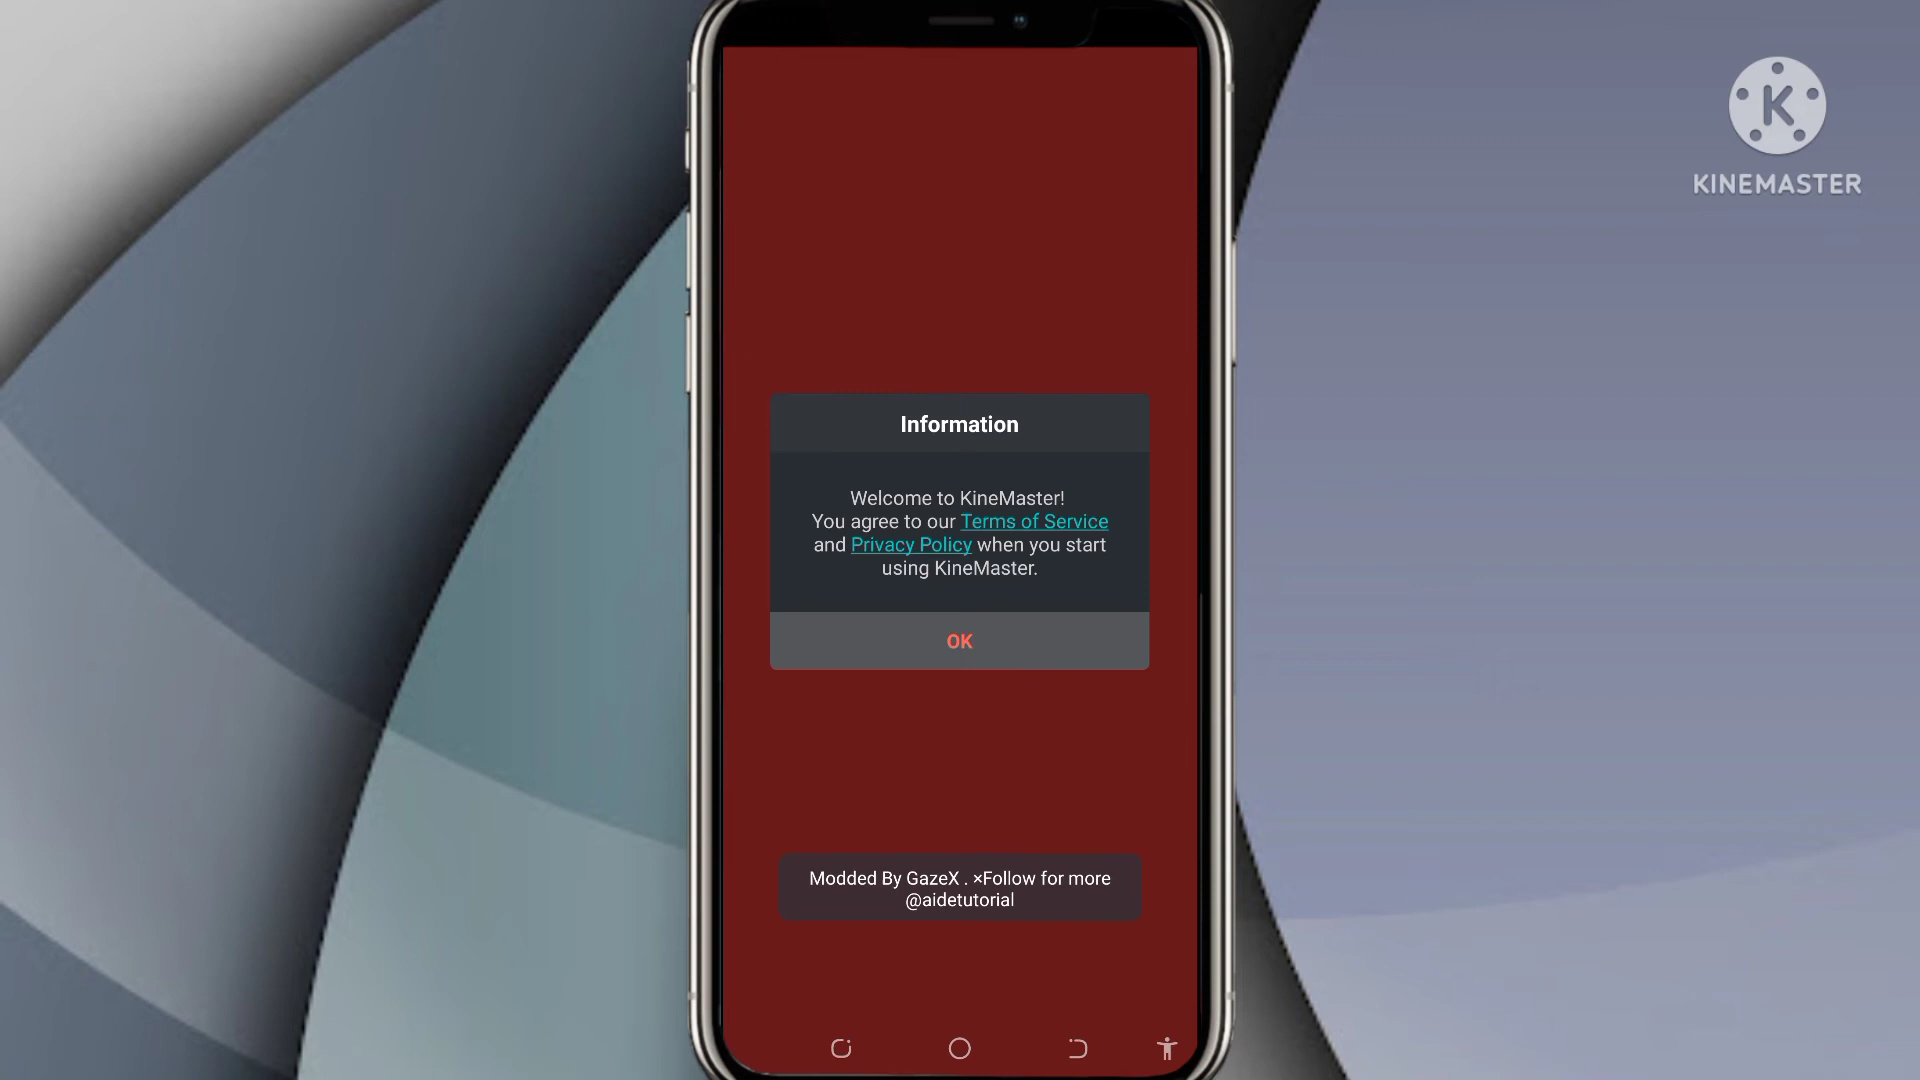 K
KINEMASTER
Information
Welcome to KineMaster!
You agree to our Terms of Service
and Privacy Policy when you start
using KineMaster.
OK
Modded By GazeX . ×Follow for more
@aidetutorial